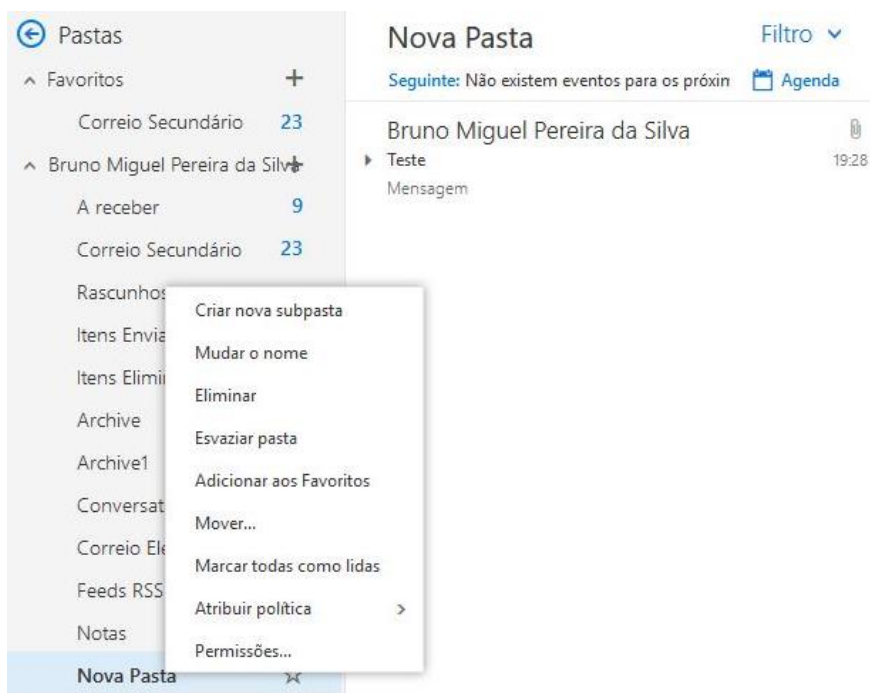 Pastas
Favoritos
Correio Secundário 23
Bruno Miguel Pereira da Silva
A receber 9
Correio Secundário 23
Rascunhos
Itens Envia
Itens Elimi
Archive
Archive1
Conversat
Correio Ele
Feeds RSS
Notas
Nova Pasta
Criar nova subpasta
Mudar o nome
Eliminar
Esvaziar pasta
Adicionar aos Favoritos
Mover...
Marcar todas como lidas
Atribuir política
Permissões...
Nova Pasta Filtro
Seguinte: Não existem eventos para os próxin Agenda
Bruno Miguel Pereira da Silva
Teste 19:28
Mensagem